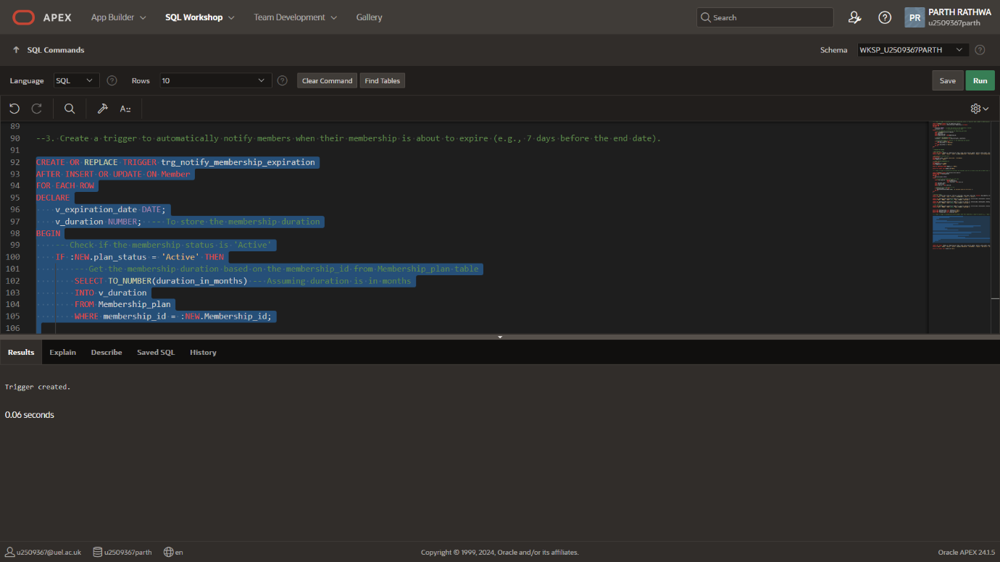 APEX App Builder SQL Workshop Team Development Gallery Search PR PARTH RATHWA
u2509367parth
SQL Commands Schema WKSP_U2509367PARTH
Language SQL Rows 10 Clear Command Find Tables Save Run
89
90 --3. Create a trigger to automatically notify members when their membership is about to expire (e.g., 7 days before the end date).
91
92 CREATE OR REPLACE TRIGGER trg_notify_membership_expiration
93 AFTER INSERT OR UPDATE ON Member
94 FOR EACH ROW
95 DECLARE
96 v_expiration_date DATE;
97 v_duration NUMBER; -- To store the membership duration
98 BEGIN
99 -- Check if the membership status is 'Active'
100 IF :NEW.plan_status = 'Active' THEN
101 -- Get the membership duration based on the membership_id from Membership_plan table
102 SELECT TO_NUMBER(duration_in_months) -- Assuming duration is in months
103 INTO v_duration
104 FROM Membership_plan
105 WHERE membership_id = :NEW.Membership_id;
106
Results Explain Describe Saved SQL History
Trigger created.
0.06 seconds
u2509367@uel.ac.uk u2509367parth en Copyright © 1999, 2024, Oracle and/or its affiliates. Oracle APEX 24.1.5